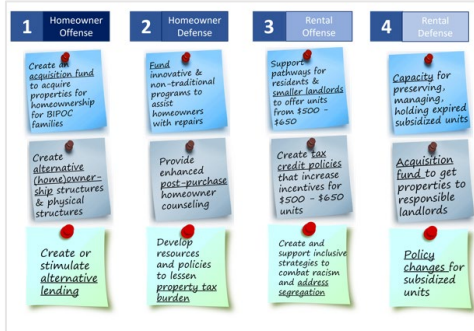 1 Homeowner
Offense
2 Homeowner
Defense
3 Rental
Offense
4 Rental
Defense
Create an
acquisition fund
to acquire
properties for
homeownership
for BIPOC
families
Fund
innovative &
non-traditional
programs to
assist
homeowners
with repairs
Support
pathways for
residents &
smaller landlords
to offer units
from $500 -
$650
Capacity for
preserving,
managing,
holding expired
subsidized units
Create
alternative
(home)owner-
ship structures
& physical
structures
Provide
enhanced
post-purchase
homeowner
counseling
Create tax
credit policies
that increase
incentives for
$500 - $650
units
Acquisition
fund to get
properties to
responsible
landlords
Create or
stimulate
alternative
lending
Develop
resources
and policies
to lessen
property tax
burden
Create and
support inclusive
strategies to
combat racism
and address
segregation
Policy
changes for
subsidized
units